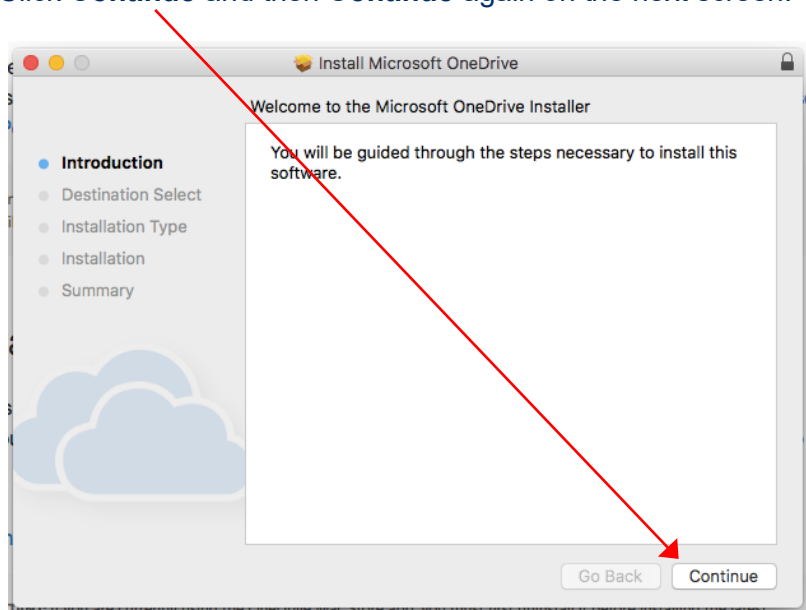 Click Continue and then Continue again on the next screen.
Install Microsoft OneDrive
Welcome to the Microsoft OneDrive Installer
Introduction
Destination Select
Installation Type
Installation
Summary
You will be guided through the steps necessary to install this
software.
Go Back
Continue